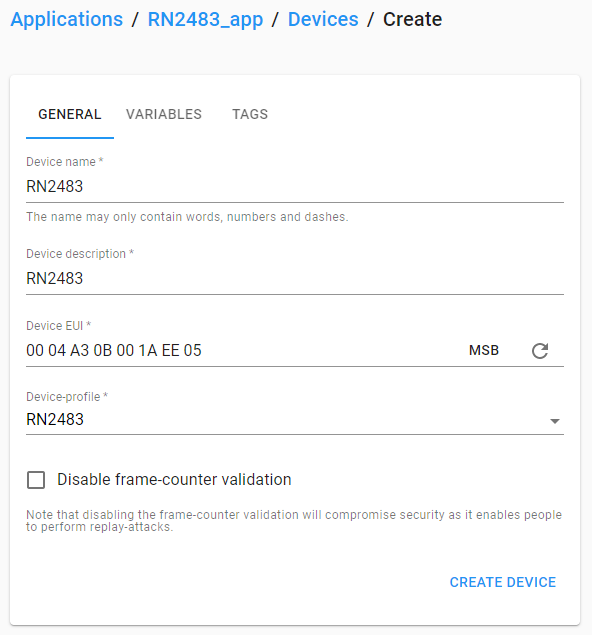 Applications / RN2483_app / Devices / Create
GENERAL VARIABLES TAGS
Device name *
RN2483
The name may only contain words, numbers and dashes.
Device description *
RN2483
Device EUI *
00 04 A3 0B 00 1A EE 05 MSB
Device-profile *
RN2483
Disable frame-counter validation
Note that disabling the frame-counter validation will compromise security as it enables people
to perform replay-attacks.
CREATE DEVICE